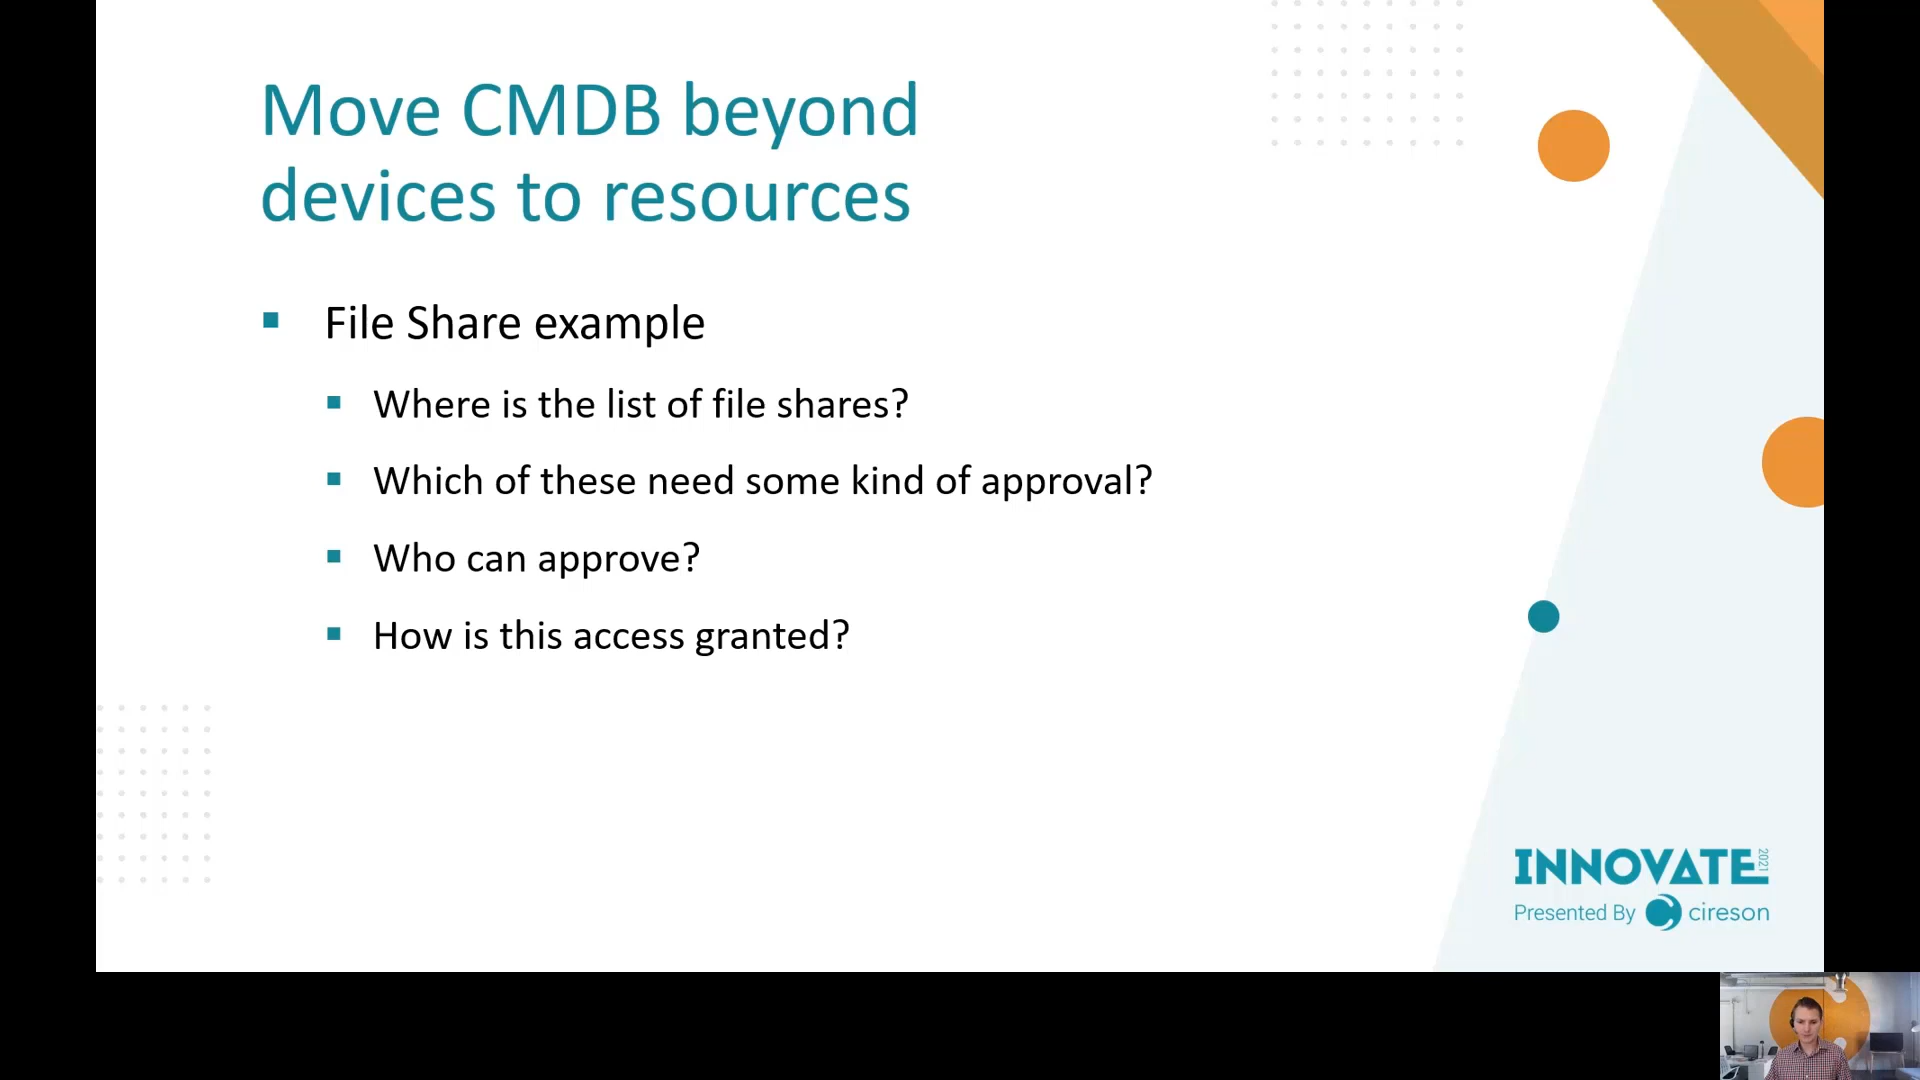 Move CMDB beyond
devices to resources
File Share example
Where is the list of file shares?
Which of these need some kind of approval?
Who can approve?
How is this access granted?
INNOVATE 2021
Presented By cireson